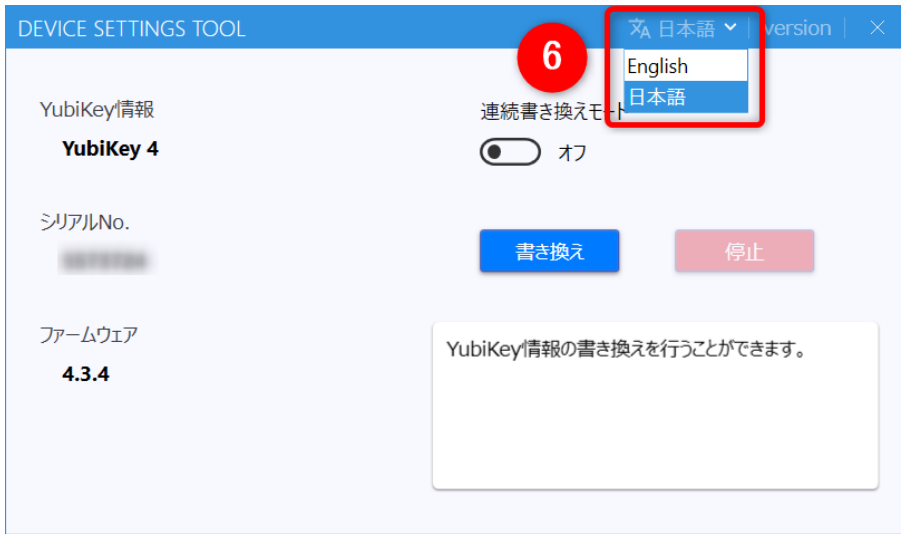 DEVICE SETTINGS TOOL
日本語
version
6
English
日本語
YubiKey情報
YubiKey 4
連続書き換えモード
オフ
シリアルNo.
書き換え
停止
ファームウェア
4.3.4
YubiKey情報の書き換えを行うことができます。